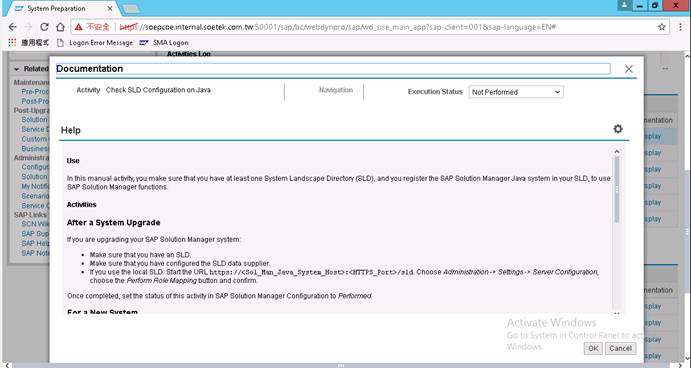 System Preparation
不安全 https://soepcoe.internal.soetek.com.tw:50001/sap/bc/webdynpro/sap/wd_sise_main_app?sap-client=001&sap-language=EN#
應用程式 Logon Error Message SMA Logon
Activities Log
Related
Maintenan
Pre-Proc
Post-Pro
Post-Upgra
Solution
Service D
Custom
Business
Administra
Configur
Solution
My Notifi
Scenario
Service C
SAP Links
SCN Wiki
SAP Supp
SAP Help
SAP Note
Documentation
Activity Check SLD Configuration on Java Navigation Execution Status Not Performed
Help
Use
In this manual activity, you make sure that you have at least one System Landscape Directory (SLD), and you register the SAP Solution Manager Java system in your SLD, to use
SAP Solution Manager functions.
Activities
After a System Upgrade
If you are upgrading your SAP Solution Manager system:
• Make sure that you have an SLD.
• Make sure that you have configured the SLD data supplier.
• If you use the local SLD: Start the URL https://<Sol_Man_Java_System_Host>:<HTTPS_Port>/sld. Choose Administration -> Settings-> Server Configuration,
choose the Perform Role Mapping button and confirm.
Once completed, set the status of this activity in SAP Solution Manager Configuration to Performed.
For a New System
OK Cancel
mentation
splay
splay
splay
splay
splay
mentation
splay
splay
splay
splay
Activate Windows
Go to System in Control Panel to act
Windows.